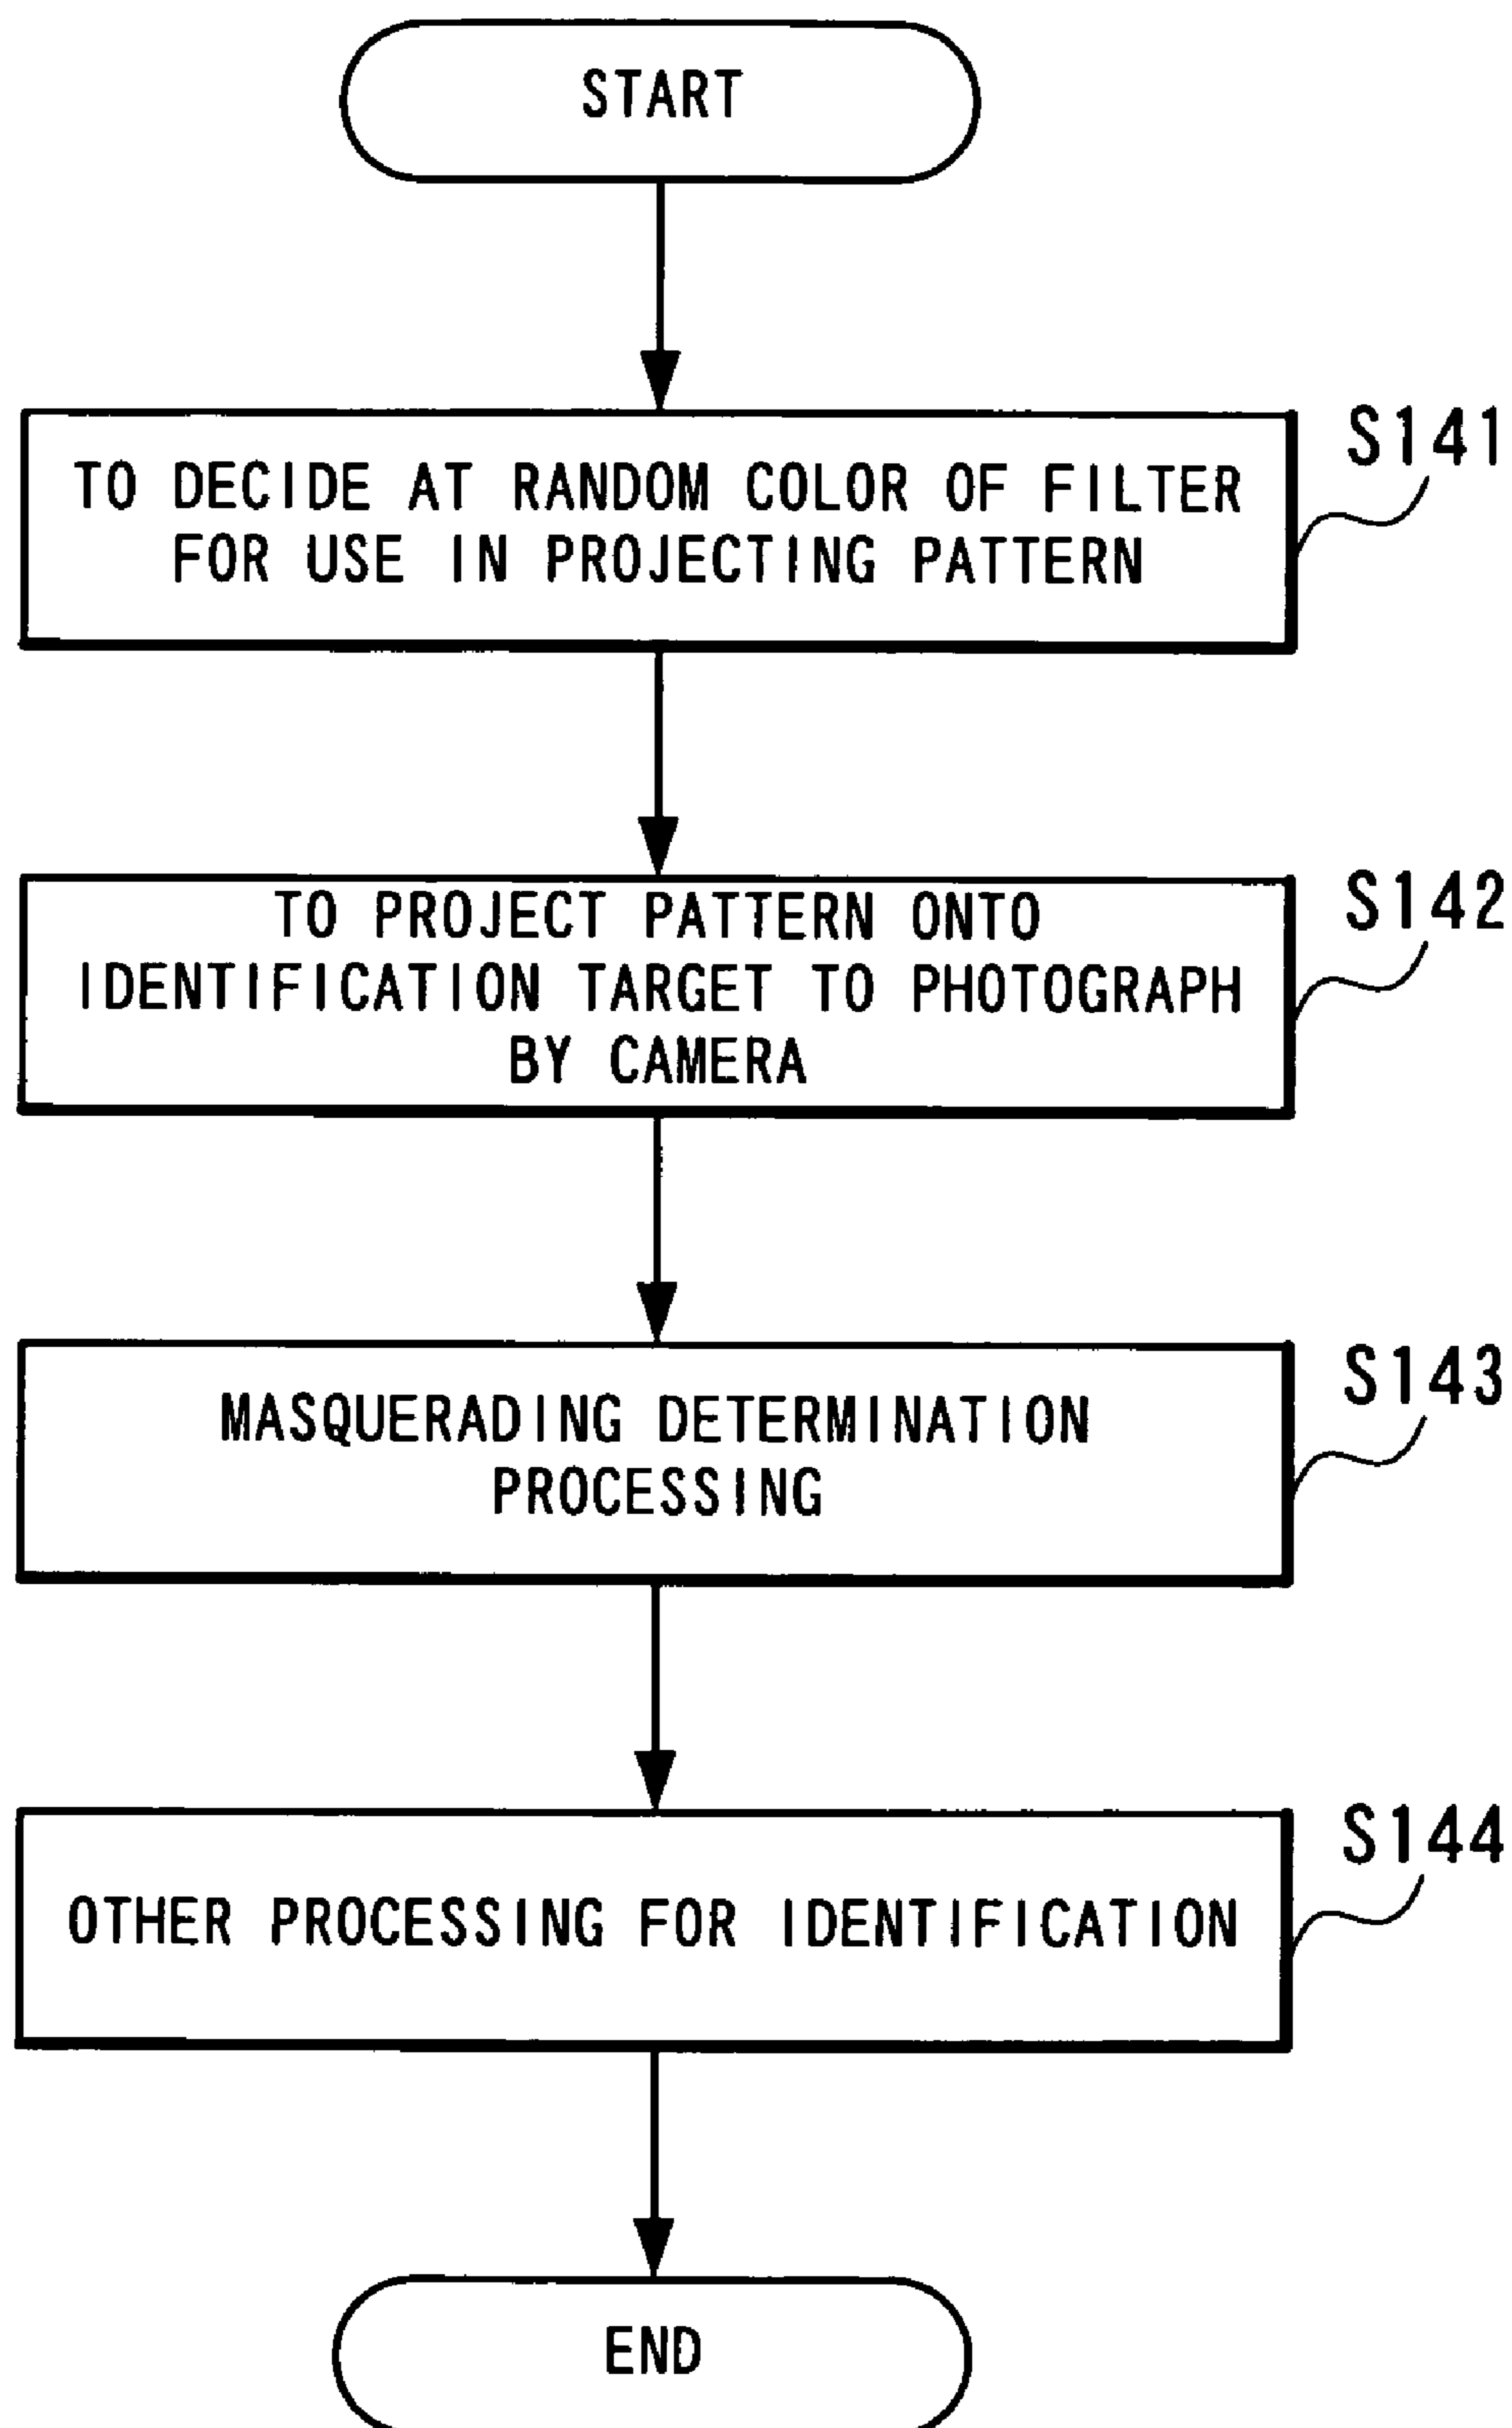 START
S141
TO DECIDE AT RANDOM COLOR OF FILTER
FOR USE IN PROJECTING PATTERN
S142
TO PROJECT PATTERN ONTO
IDENTIFICATION TARGET TO PHOTOGRAPH
BY CAMERA
S143
MASQUERADING DETERMINATION
PROCESSING
S144
OTHER PROCESSING FOR IDENTIFICATION
END